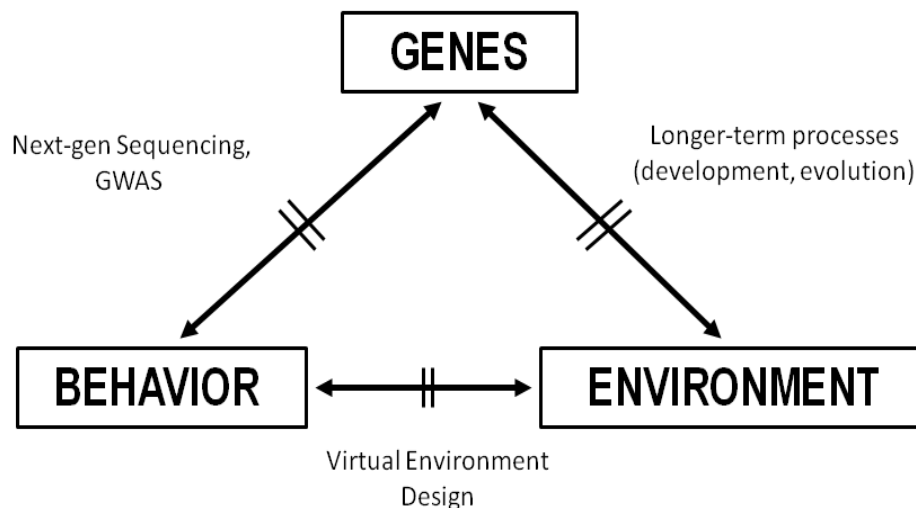 GENES
Next-gen Sequencing,
GWAS
Longer-term processes
(development, evolution)
BEHAVIOR
ENVIRONMENT
Virtual Environment
Design